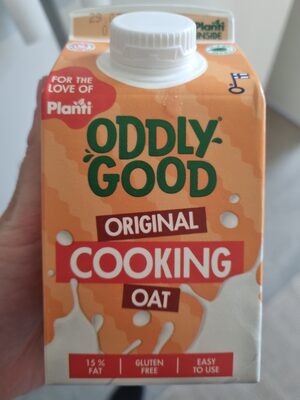 Planti
INSIDE
FOR THE
LOVE OF
Planti
ODDLY
GOOD
ORIGINAL
COOKING
OAT
15 % FAT
GLUTEN FREE
EASY TO USE